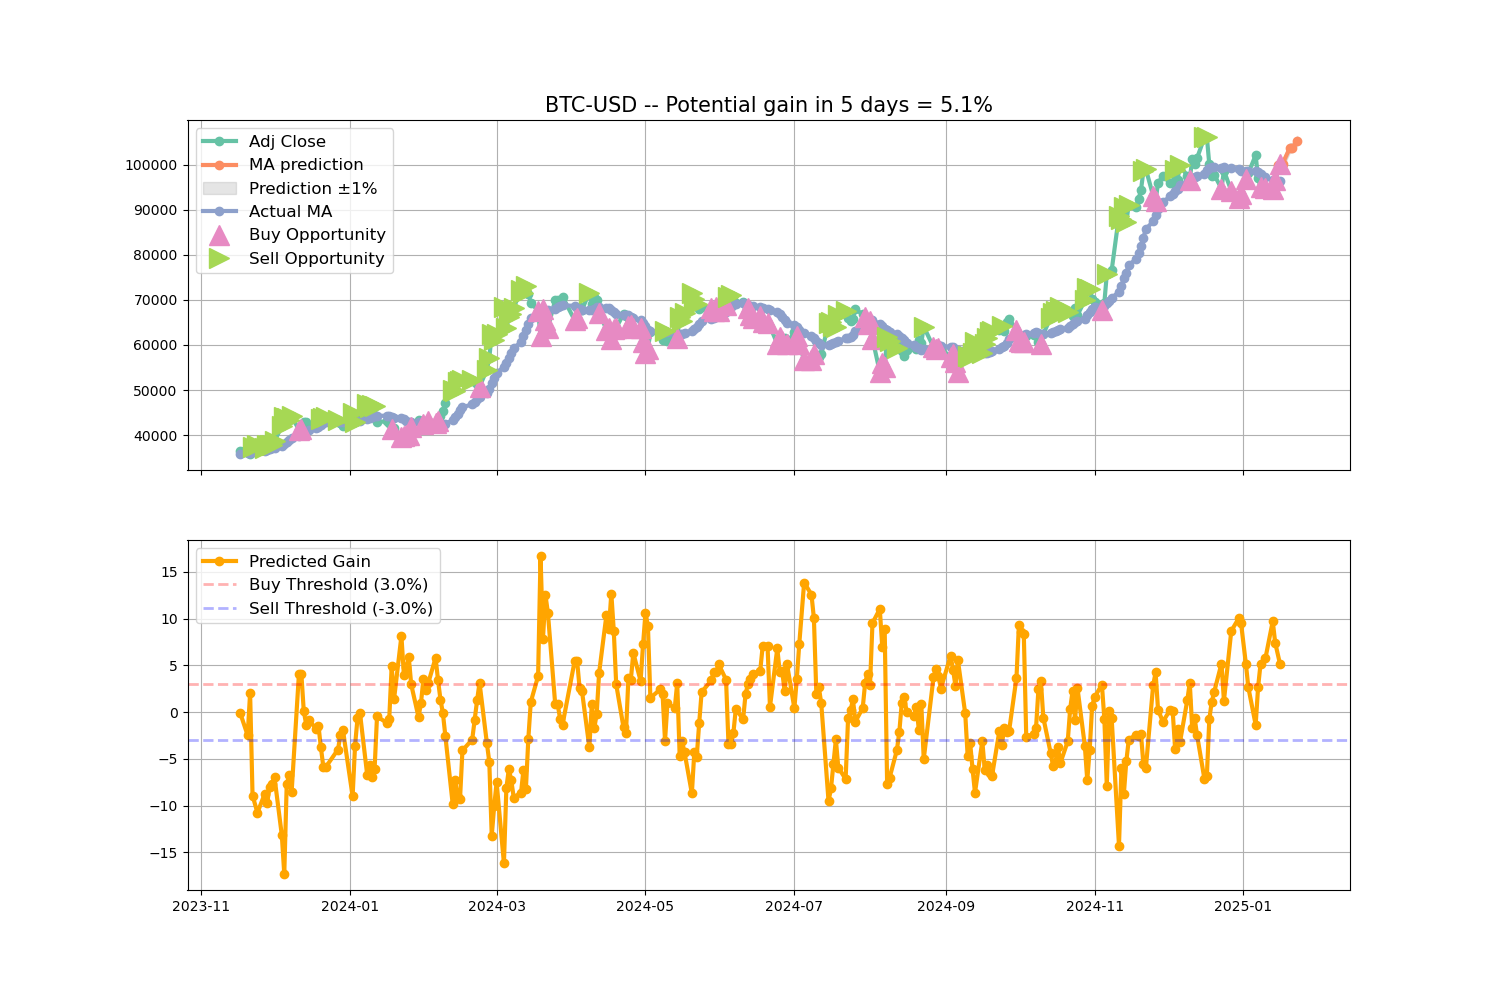 BTC-USD -- Potential gain in 5 days = 5.1%
Adj Close
MA prediction
Prediction ±1%
Actual MA
Buy Opportunity
Sell Opportunity
100000
90000
80000
70000
60000
50000
40000
Predicted Gain
Buy Threshold (3.0%)
Sell Threshold (-3.0%)
15
10
5
0
−5
−10
−15
2023-11 2024-01 2024-03 2024-05 2024-07 2024-09 2024-11 2025-01